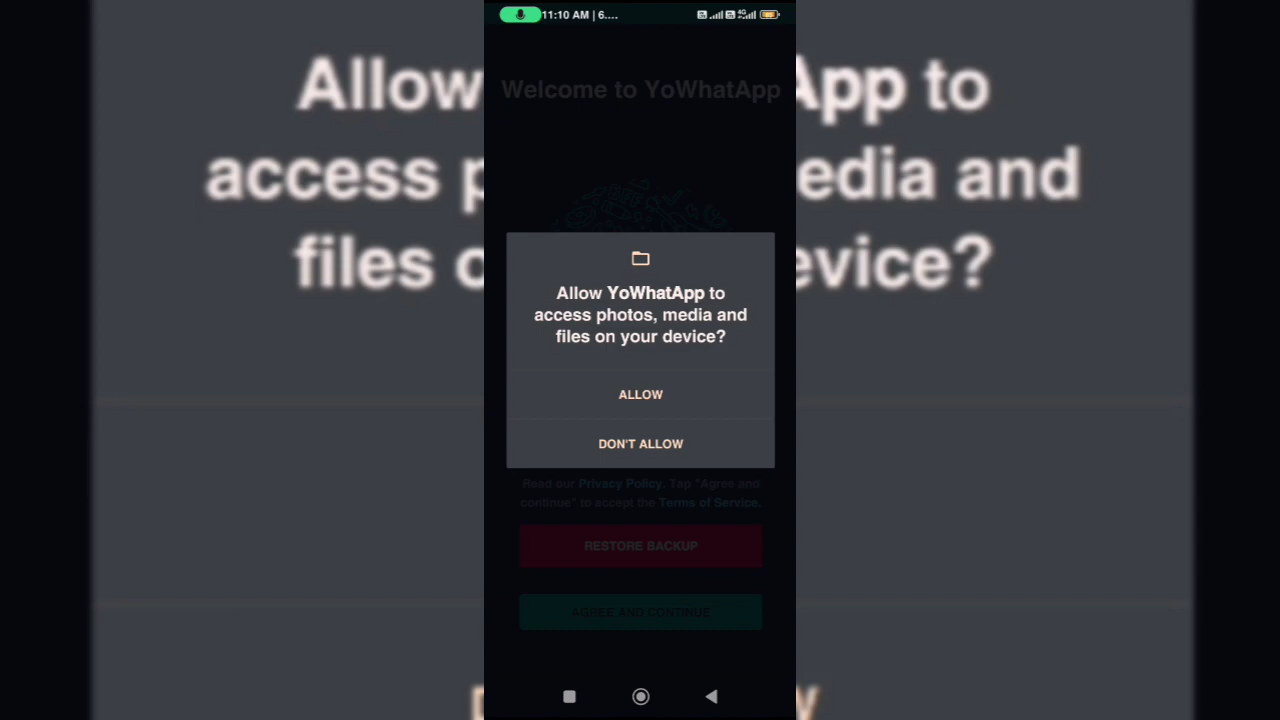 11:10 AM | 6....
4G
Welcome to YoWhatApp
Allow YoWhatApp to
access photos, media and
files on your device?
ALLOW
DON'T ALLOW
Read our Privacy Policy. Tap "Agree and
continue" to accept the Terms of Service.
RESTORE BACKUP
AGREE AND CONTINUE
Allow App to
access p edia and
files o evice?